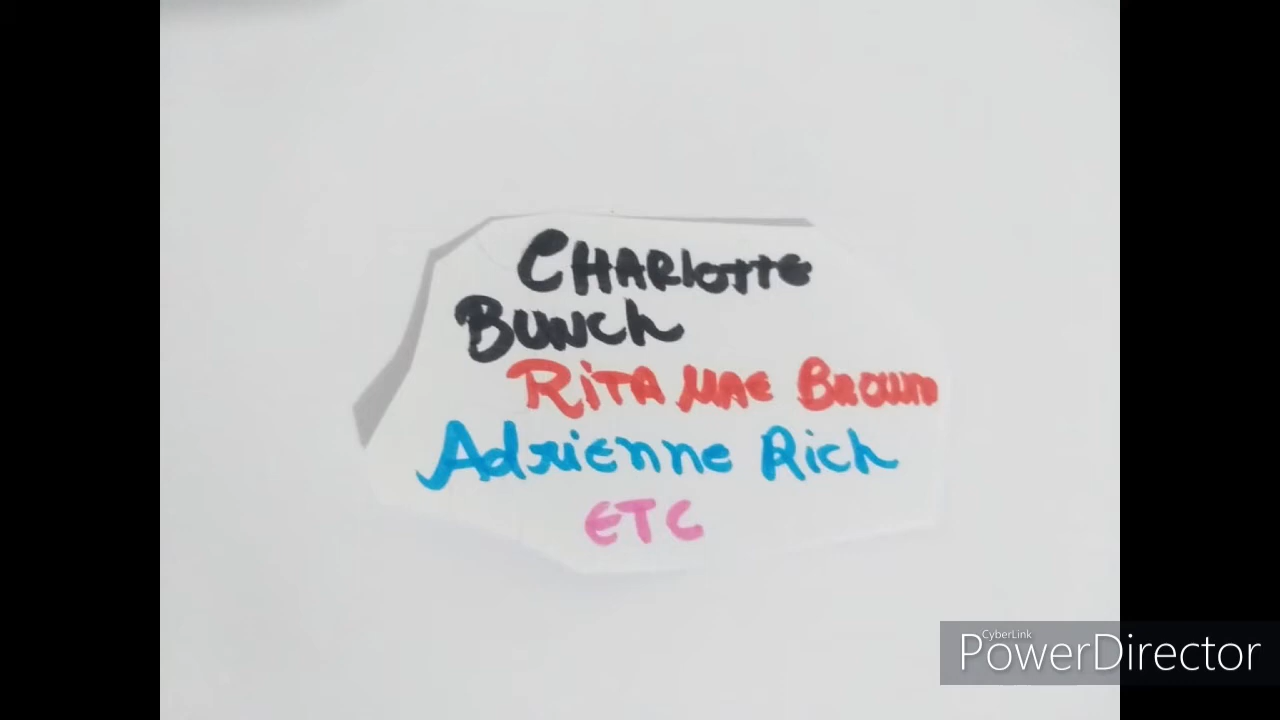 CHARlOTTE
BUNCh
RiTA MAE BROWN
Adrienne Rich
ETC
CyberLink
PowerDirector